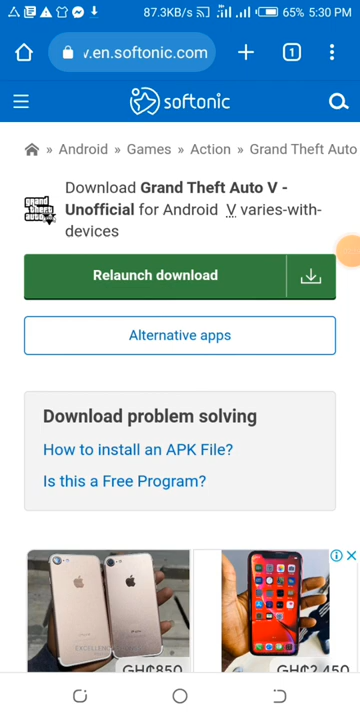 87.3KB/s 65% 5:30 PM
v.en.softonic.com 1
softonic
» Android » Games » Action » Grand Theft Auto
Download Grand Theft Auto V -
Unofficial for Android V varies-with-
devices
Relaunch download
Alternative apps
Download problem solving
How to install an APK File?
Is this a Free Program?
EXCELLENC
GH₵850
GH₵2,450